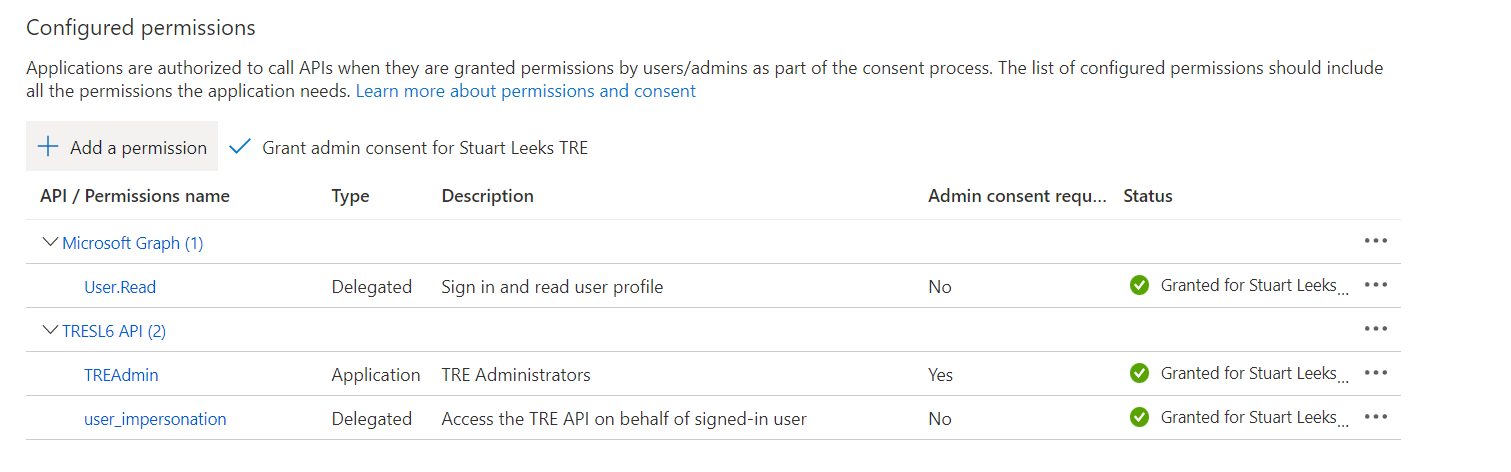 Configured permissions
Applications are authorized to call APIs when they are granted permissions by users/admins as part of the consent process. The list of configured permissions should include
all the permissions the application needs. Learn more about permissions and consent
Add a permission Grant admin consent for Stuart Leeks TRE
API / Permissions name Type Description Admin consent requ... Status
Microsoft Graph (1)
User.Read Delegated Sign in and read user profile No Granted for Stuart Leeks...
TRESL6 API (2)
TREAdmin Application TRE Administrators Yes Granted for Stuart Leeks...
user_impersonation Delegated Access the TRE API on behalf of signed-in user No Granted for Stuart Leeks...